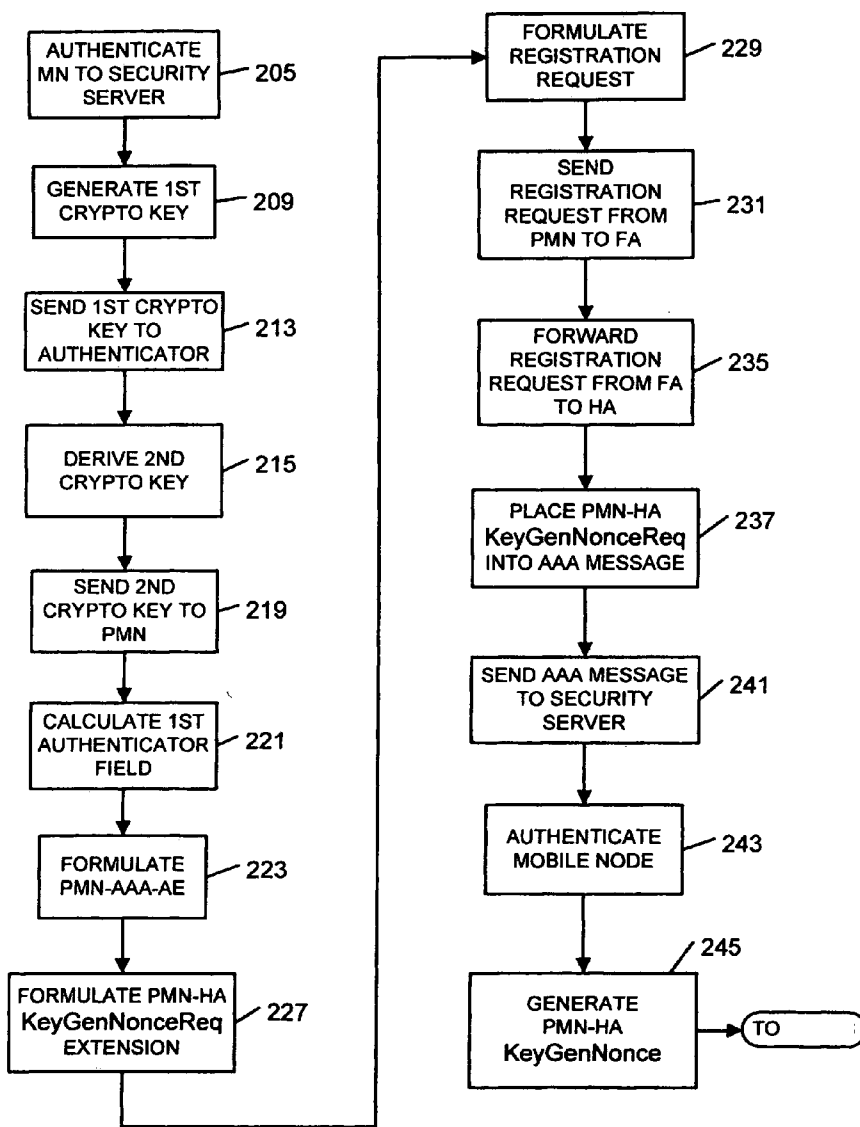 AUTHENTICATE
MN TO SECURITY
SERVER
205
GENERATE 1ST
CRYPTO KEY
209
SEND 1ST CRYPTO
KEY TO
AUTHENTICATOR
213
DERIVE 2ND
CRYPTO KEY
215
SEND 2ND
CRYPTO KEY TO
PMN
219
CALCULATE 1ST
AUTHENTICATOR
FIELD
221
FORMULATE
PMN-AAA-AE
223
FORMULATE PMN-HA
KeyGenNonceReq
EXTENSION
227
FORMULATE
REGISTRATION
REQUEST
229
SEND
REGISTRATION
REQUEST FROM
PMN TO FA
231
FORWARD
REGISTRATION
REQUEST FROM FA
TO HA
235
PLACE PMN-HA
KeyGenNonceReq
INTO AAA MESSAGE
237
SEND AAA MESSAGE
TO SECURITY
SERVER
241
AUTHENTICATE
MOBILE NODE
243
245
GENERATE
PMN-HA
KeyGenNonce
TO